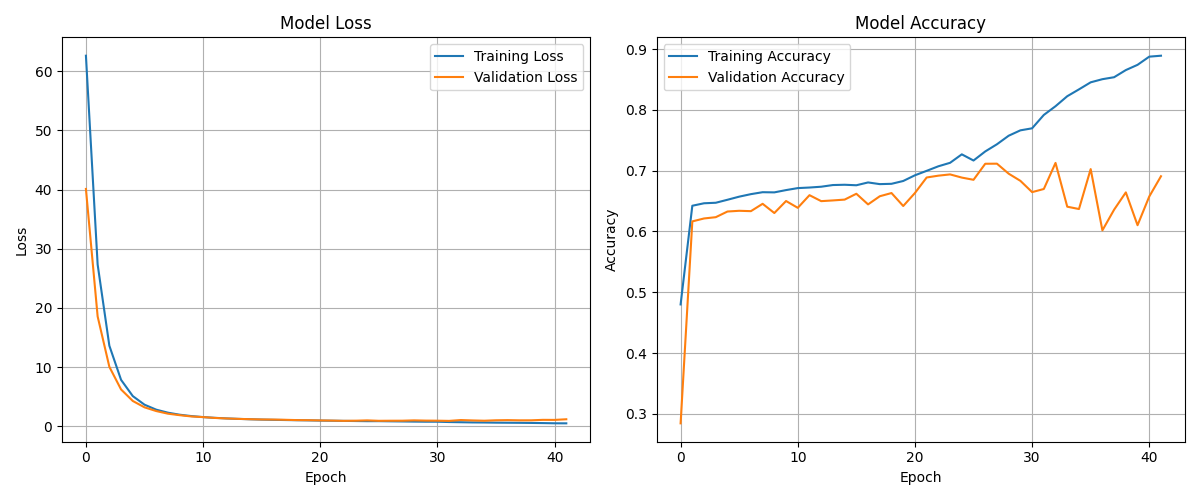 Model Loss
Training Loss
Validation Loss
60
50
40
30
20
10
0
Loss
0 10 20 30 40
Epoch
Model Accuracy
Training Accuracy
Validation Accuracy
0.9
0.8
0.7
0.6
0.5
0.4
0.3
Accuracy
0 10 20 30 40
Epoch